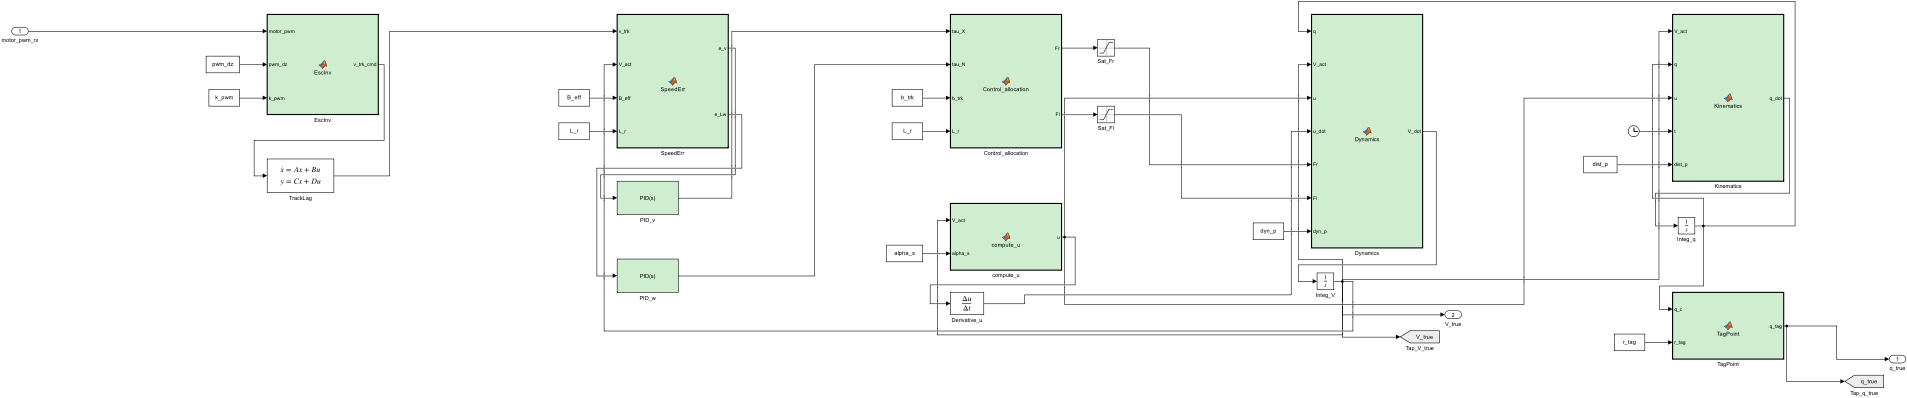 1
motor_pwm_rx
motor_pwm
pwm_dz
k_pwm
v_trk_cmd
EscInv
EscInv
pwm_dz
k_pwm
ẋ = Ax + Bu
y = Cx + Du
TrackLag
v_trk
V_act
B_eff
L_r
e_v
e_Lw
SpeedErr
SpeedErr
B_eff
L_r
PID(s)
PID_v
PID(s)
PID_w
tau_X
tau_N
b_trk
L_r
Fr
Fl
Control_allocation
Control_allocation
b_trk
L_r
Sat_Fr
Sat_Fl
V_act
alpha_s
u
compute_u
compute_u
alpha_s
Δu
Δt
Derivative_u
q
V_act
u
u_dot
Fr
Fl
dyn_p
V_dot
Dynamics
Dynamics
dyn_p
1
s
Integ_V
2
V_true
V_true
Tap_V_true
V_act
q
u
t
dist_p
q_dot
Kinematics
Kinematics
dist_p
1
s
Integ_q
q_c
r_tag
q_tag
TagPoint
TagPoint
r_tag
1
q_true
q_true
Tap_q_true